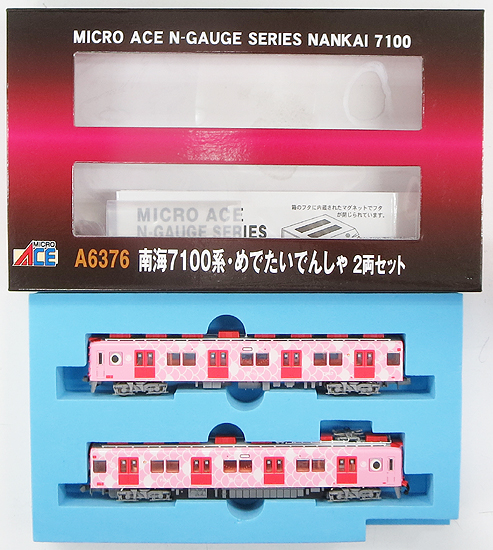 MICRO ACE N-GAUGE SERIES NANKAI 7100
MICRO ACE
N-GAUGE SERIES
箱のフタに内蔵されたマグネットでフタ
が閉じられています。
MICRO
ACE
A6376 南海7100系・めでたいでんしゃ 2両セット